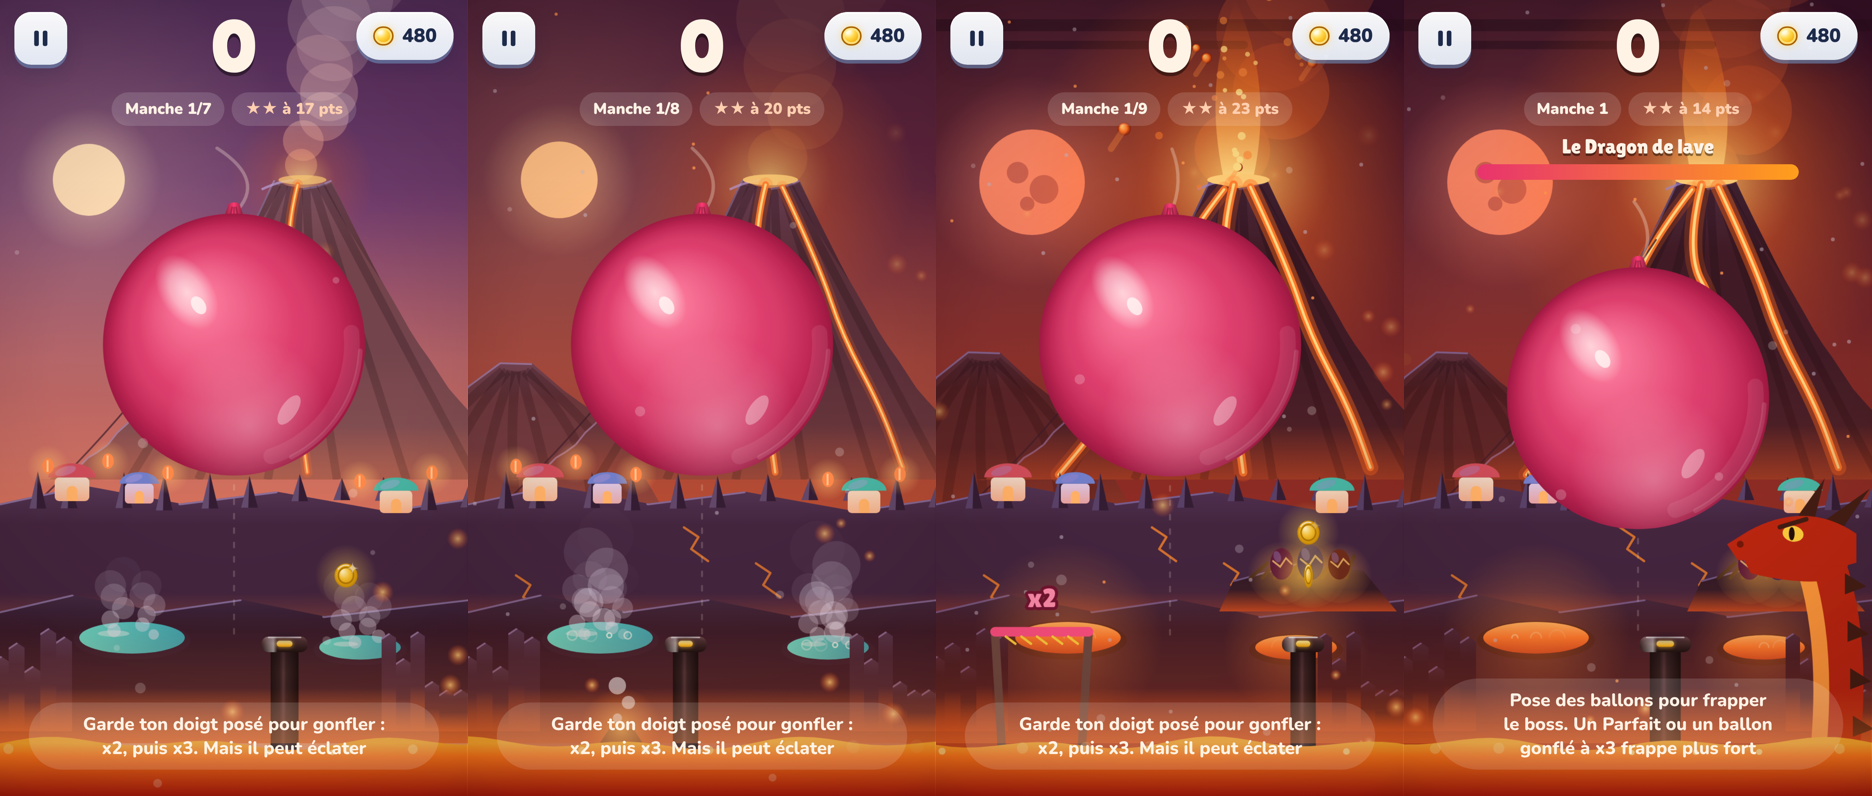 0
480
Manche 1/7
★★ à 17 pts
Garde ton doigt posé pour gonfler :
x2, puis x3. Mais il peut éclater
0
480
Manche 1/8
★★ à 20 pts
Garde ton doigt posé pour gonfler :
x2, puis x3. Mais il peut éclater
0
480
Manche 1/9
★★ à 23 pts
x2
Garde ton doigt posé pour gonfler :
x2, puis x3. Mais il peut éclater
0
480
Manche 1
★★ à 14 pts
Le Dragon de lave
Pose des ballons pour frapper
le boss. Un Parfait ou un ballon
gonflé à x3 frappe plus fort.